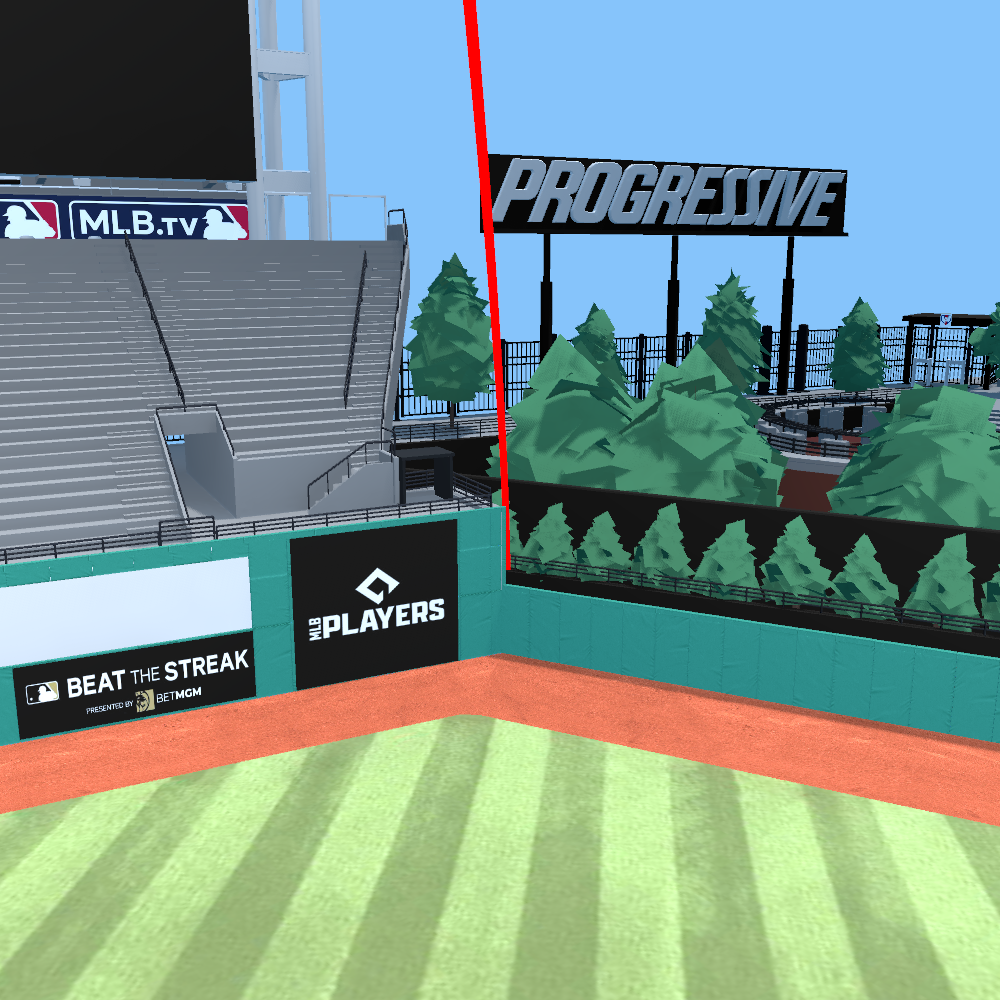 PROGRESSIVE
MLB.TV
MLB PLAYERS
BEAT THE STREAK
PRESENTED BY BETMGM